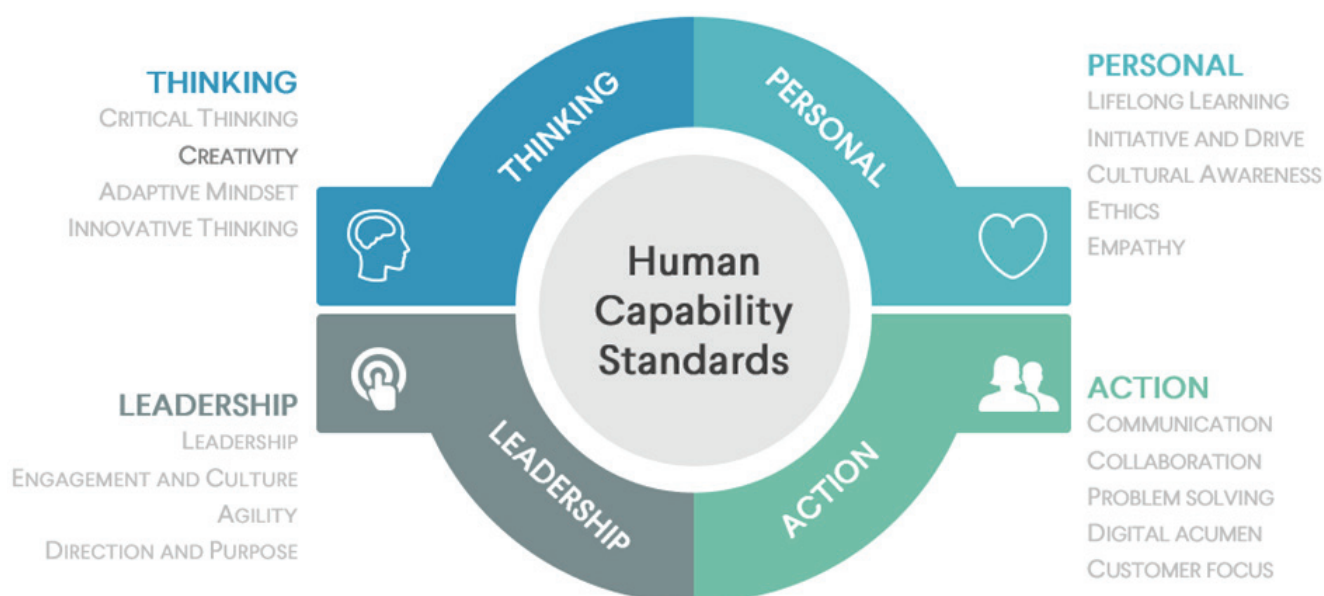 THINKING
CRITICAL THINKING
CREATIVITY
ADAPTIVE MINDSET
INNOVATIVE THINKING
THINKING
PERSONAL
PERSONAL
LIFELONG LEARNING
INITIATIVE AND DRIVE
CULTURAL AWARENESS
ETHICS
EMPATHY
Human
Capability
Standards
LEADERSHIP
LEADERSHIP
ENGAGEMENT AND CULTURE
AGILITY
DIRECTION AND PURPOSE
LEADERSHIP
ACTION
ACTION
COMMUNICATION
COLLABORATION
PROBLEM SOLVING
DIGITAL ACUMEN
CUSTOMER FOCUS